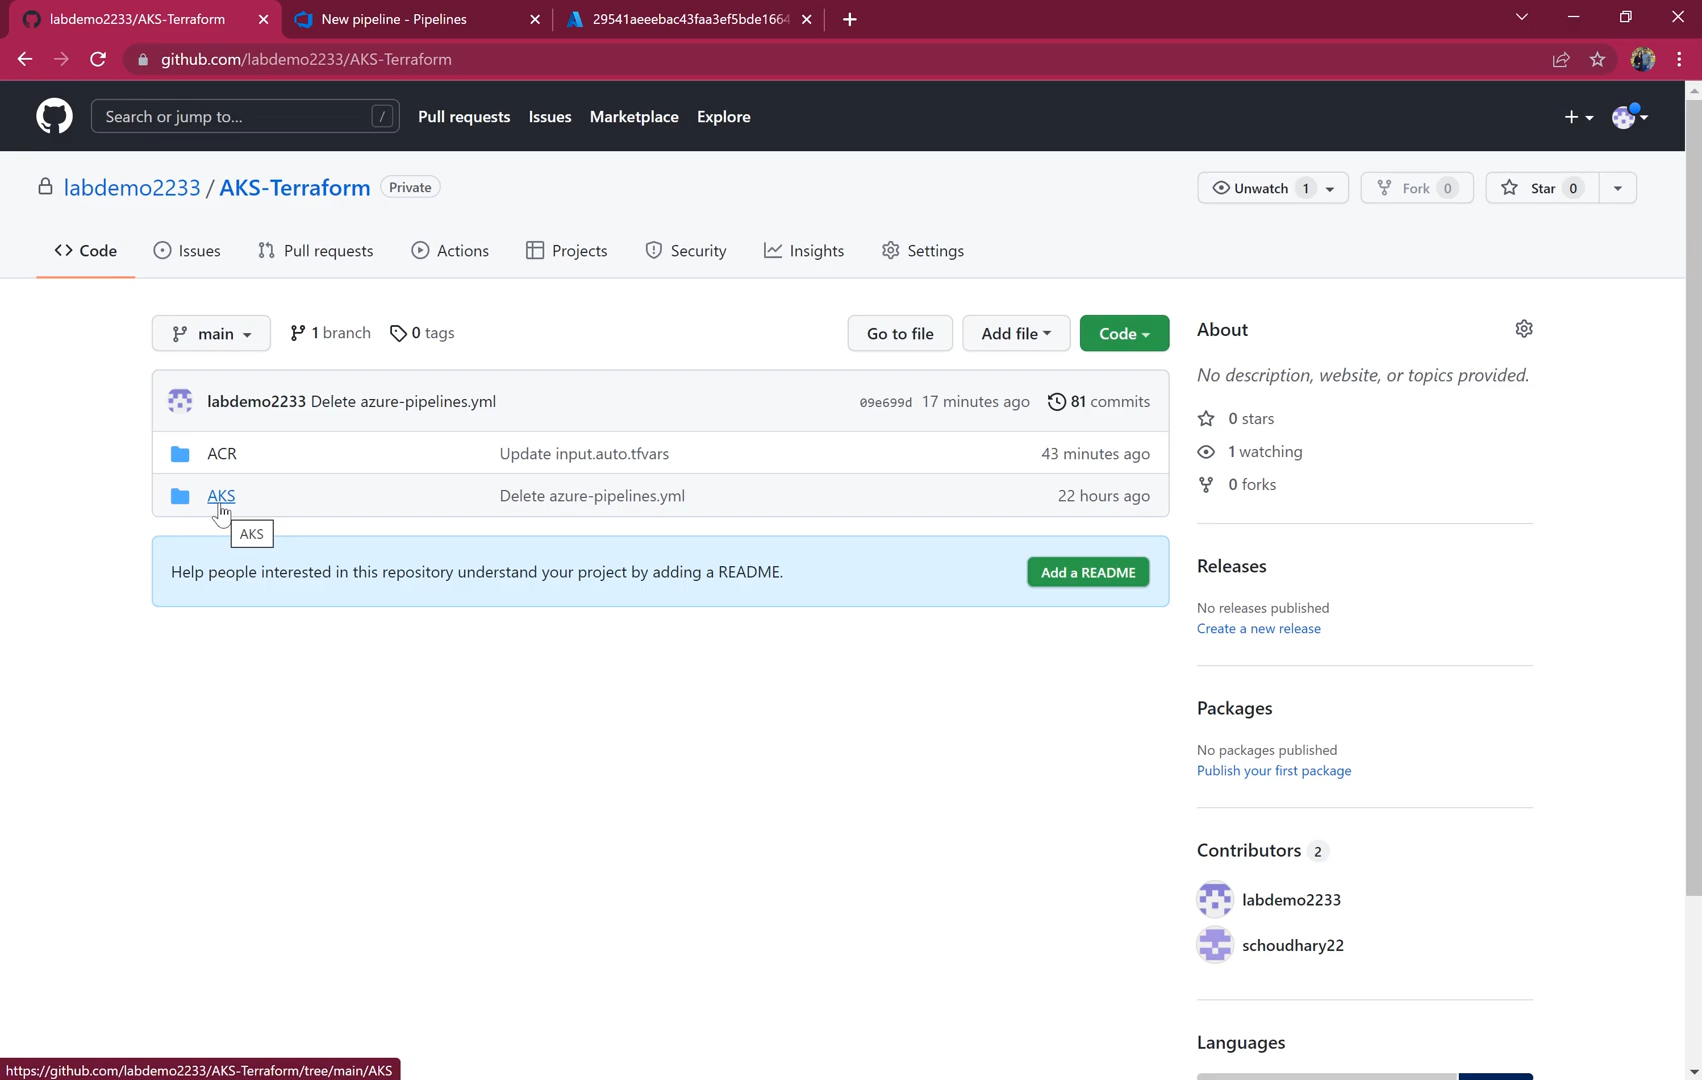 labdemo2233/AKS-Terraform
New pipeline - Pipelines
29541aeeebac43faa3ef5bde1664
github.com/labdemo2233/AKS-Terraform
Search or jump to... /
Pull requests Issues Marketplace Explore
labdemo2233 / AKS-Terraform Private
Unwatch 1
Fork 0
Star 0
Code Issues Pull requests Actions Projects Security Insights Settings
main 1 branch 0 tags
Go to file Add file Code
labdemo2233 Delete azure-pipelines.yml 09e699d 17 minutes ago 81 commits
ACR Update input.auto.tfvars 43 minutes ago
AKS Delete azure-pipelines.yml 22 hours ago
AKS
Help people interested in this repository understand your project by adding a README. Add a README
About
No description, website, or topics provided.
0 stars
1 watching
0 forks
Releases
No releases published
Create a new release
Packages
No packages published
Publish your first package
Contributors 2
labdemo2233
schoudhary22
Languages
https://github.com/labdemo2233/AKS-Terraform/tree/main/AKS